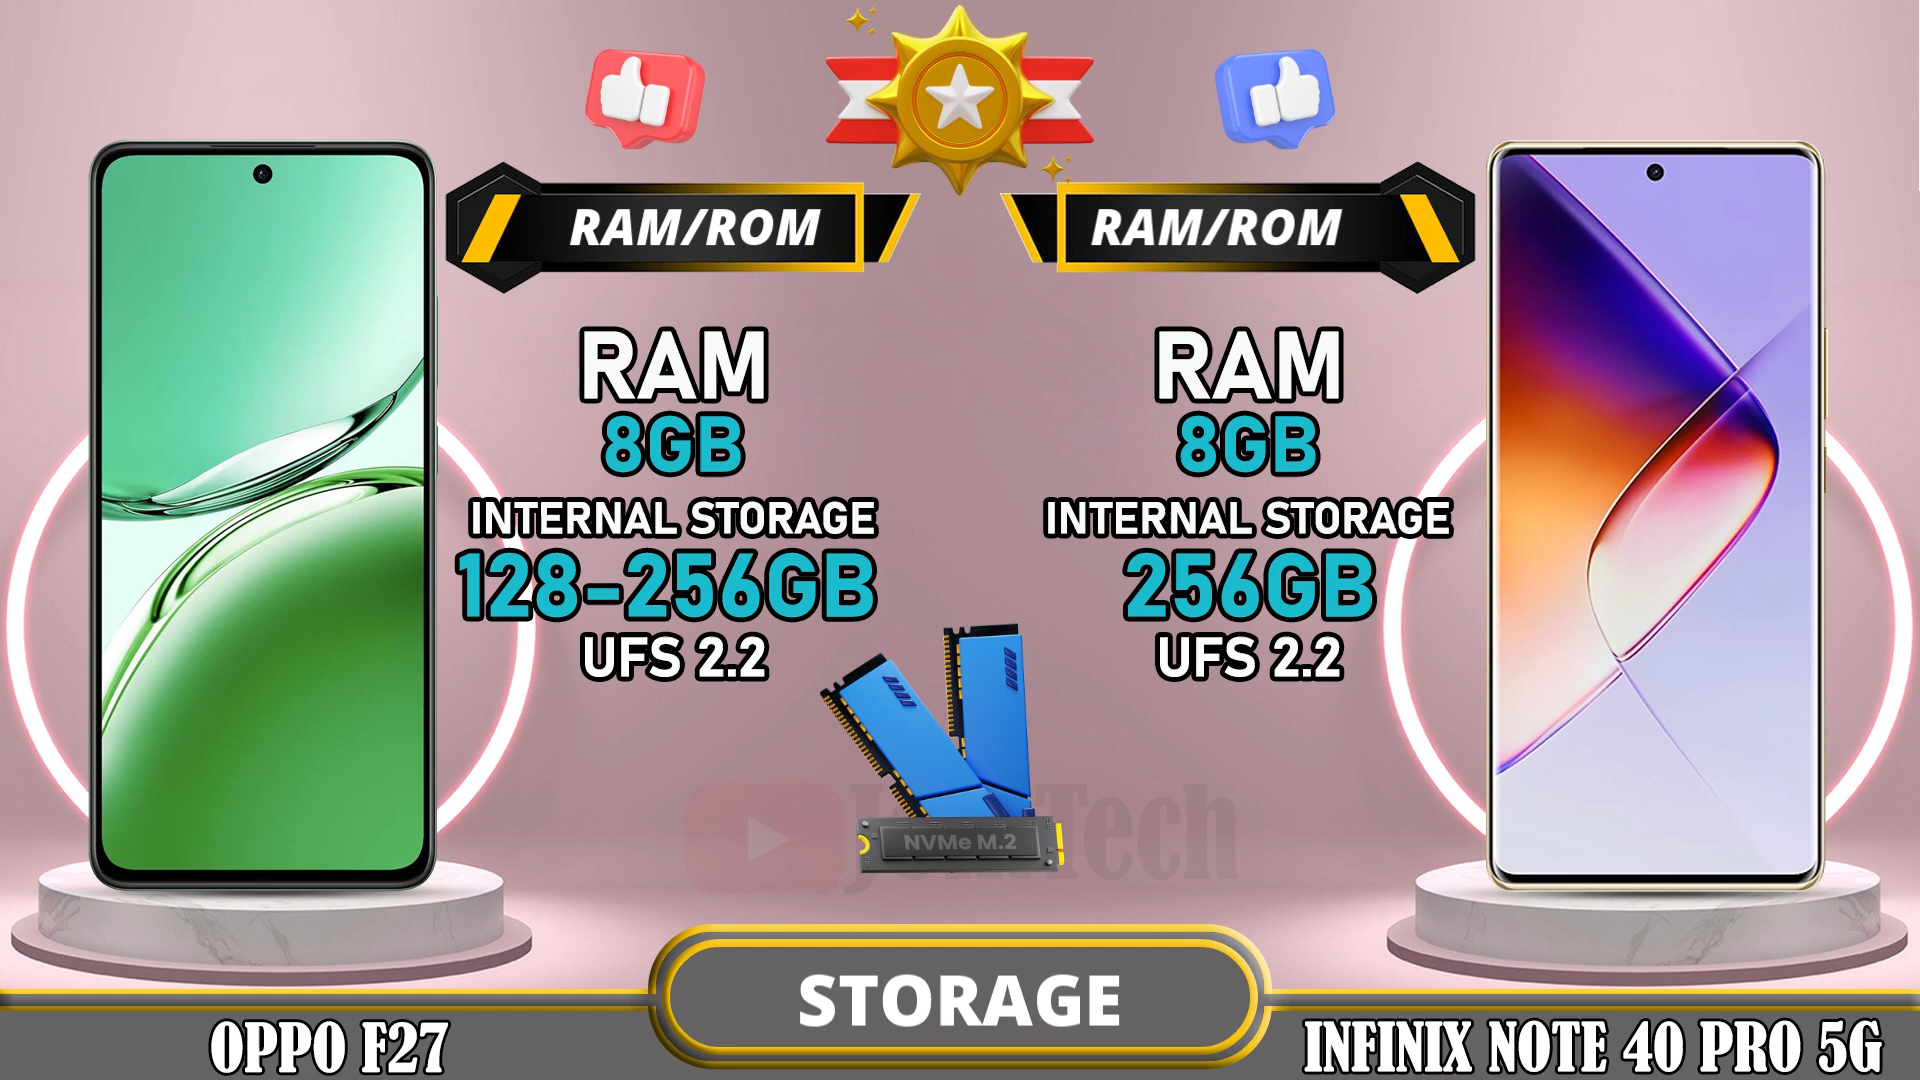 RAM/ROM
RAM
8GB
INTERNAL STORAGE
128-256GB
UFS 2.2
RAM/ROM
RAM
8GB
INTERNAL STORAGE
256GB
UFS 2.2
NVMe M.2
Tech
STORAGE
OPPO F27
INFINIX NOTE 40 PRO 5G